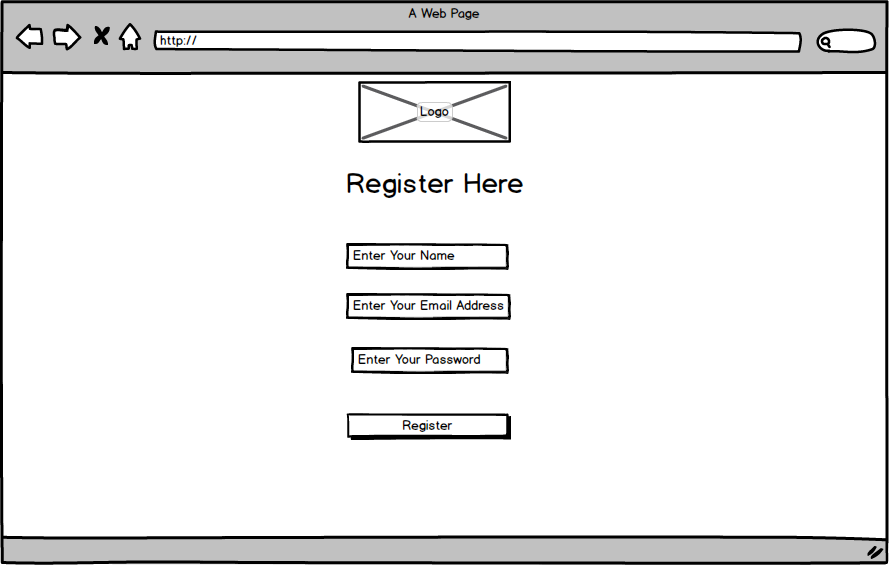 A Web Page
http://
Logo
Register Here
Enter Your Name
Enter Your Email Address
Enter Your Password
Register